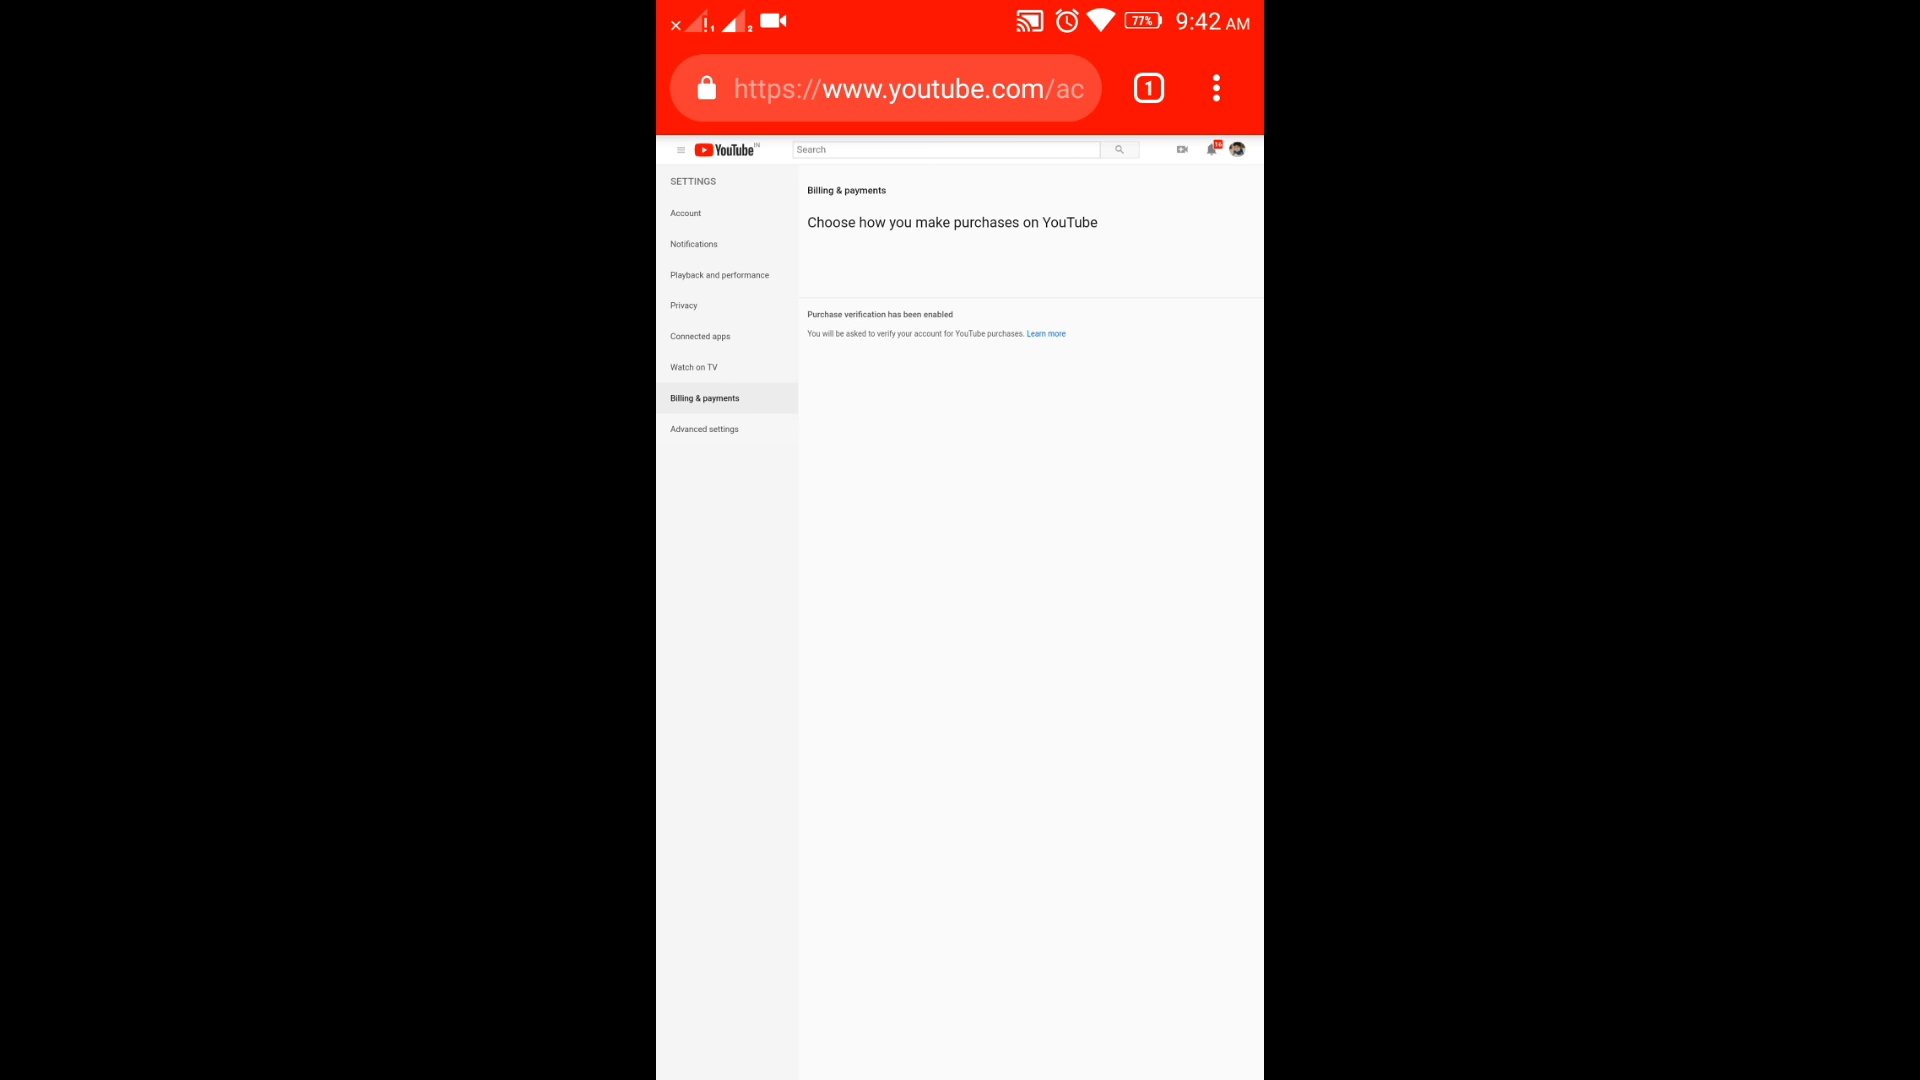 77%
9:42 AM
https://www.youtube.com/ac
1
YouTube IN
Search
16
SETTINGS
Account
Notifications
Playback and performance
Privacy
Connected apps
Watch on TV
Billing & payments
Advanced settings
Billing & payments
Choose how you make purchases on YouTube
Purchase verification has been enabled
You will be asked to verify your account for YouTube purchases. Learn more